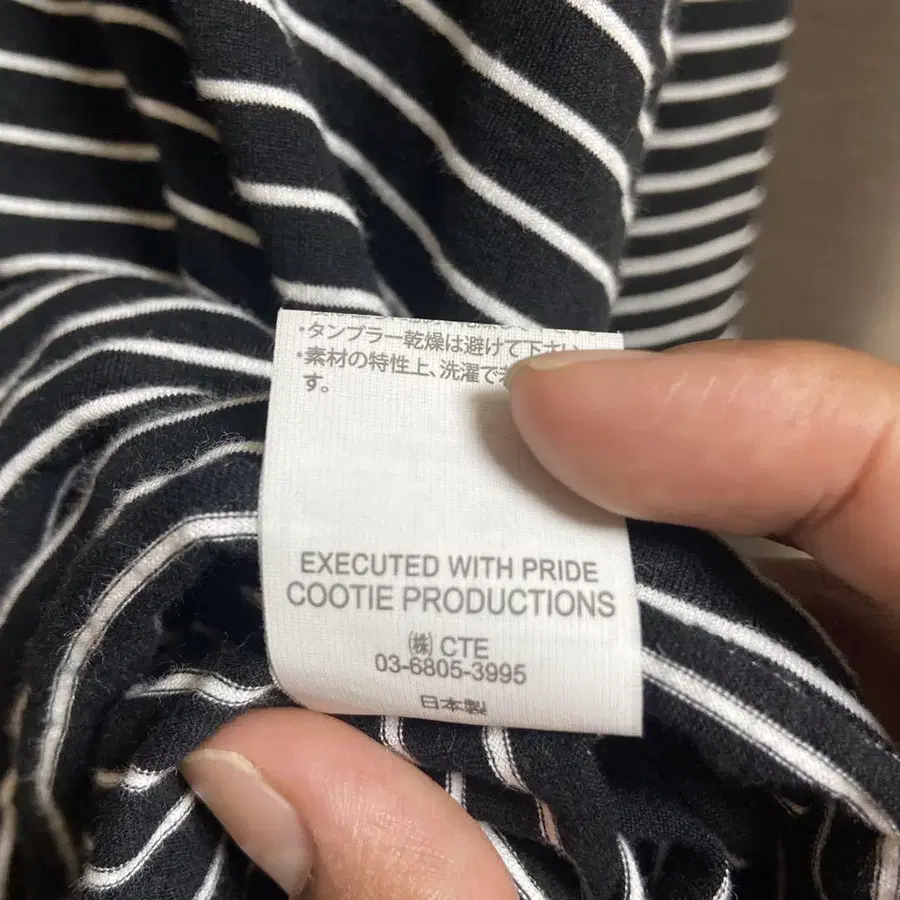 ・タンブラー乾燥は避けて下さい
・素材の特性上、洗濯で
す。
EXECUTED WITH PRIDE
COOTIE PRODUCTIONS
㈱ CTE
03-6805-3995
日本製